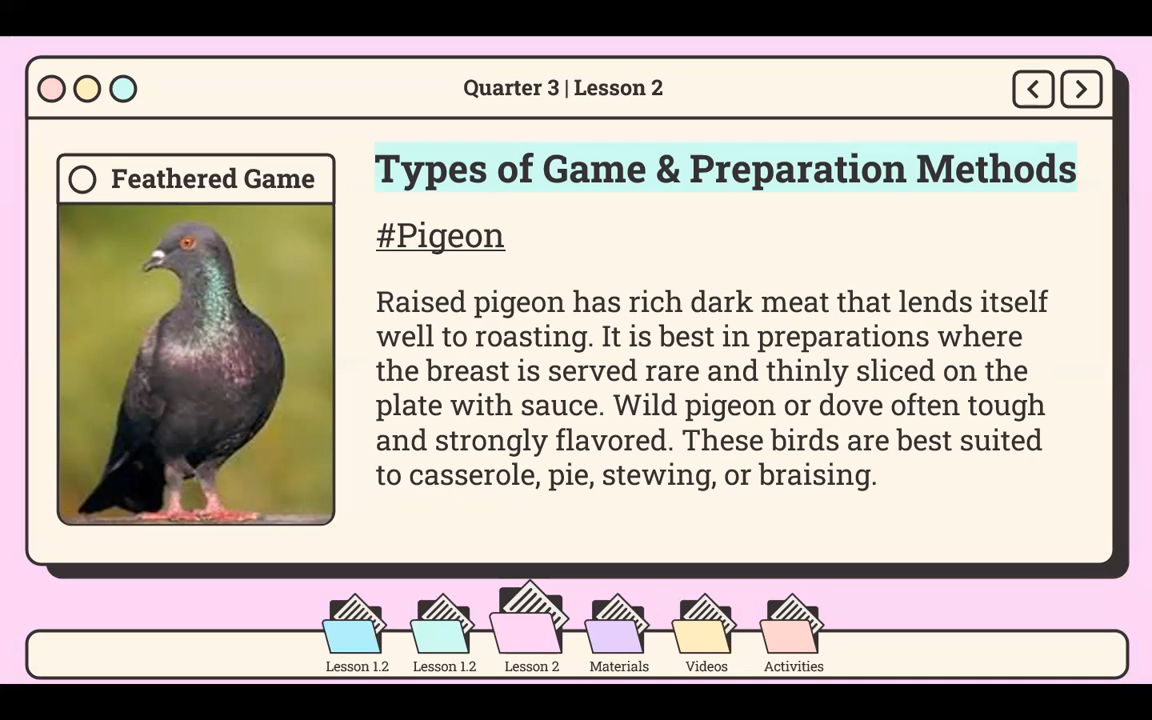 Quarter 3 | Lesson 2
Feathered Game
Types of Game & Preparation Methods
#Pigeon
Raised pigeon has rich dark meat that lends itself
well to roasting. It is best in preparations where
the breast is served rare and thinly sliced on the
plate with sauce. Wild pigeon or dove often tough
and strongly flavored. These birds are best suited
to casserole, pie, stewing, or braising.
Lesson 1.2
Lesson 1.2
Lesson 2
Materials
Videos
Activities